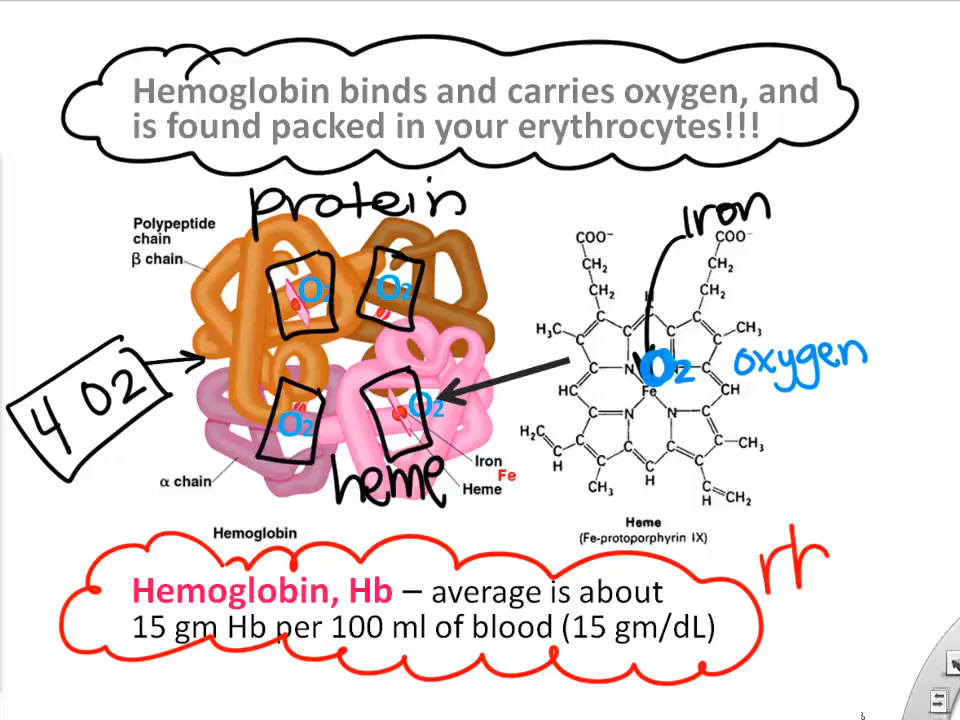 Hemoglobin binds and carries oxygen, and
is found packed in your erythrocytes!!!
protein
Iron
Polypeptide
chain
β chain
COO⁻
COO⁻
CH₂
CH₂
CH₂
CH₂
O2
O2
H
C
C
C
H₃C
C
C
C
C
CH₃
4 O2
C
N
N
C
O2
oxygen
HC
Fe
CH
O2
O2
C
N
N
C
H₂C
C
C
C
C
C
C
CH₃
H
C
Iron
Fe
CH₃
H
C
CH₂
H
α chain
heme
Heme
Hemoglobin
Heme
(Fe-protoporphyrin IX)
rh
Hemoglobin, Hb – average is about
15 gm Hb per 100 ml of blood (15 gm/dL)